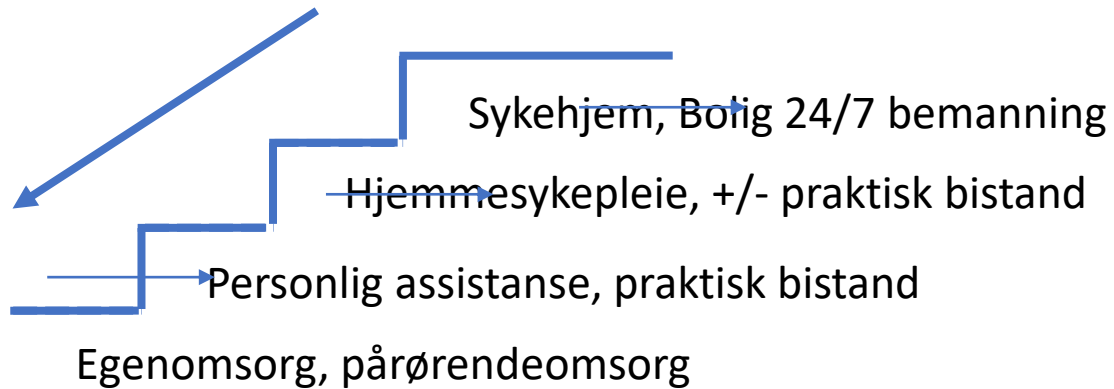 Sykehjem, Bolig 24/7 bemanning
Hjemmesykepleie, +/- praktisk bistand
Personlig assistanse, praktisk bistand
Egenomsorg, pårørendeomsorg